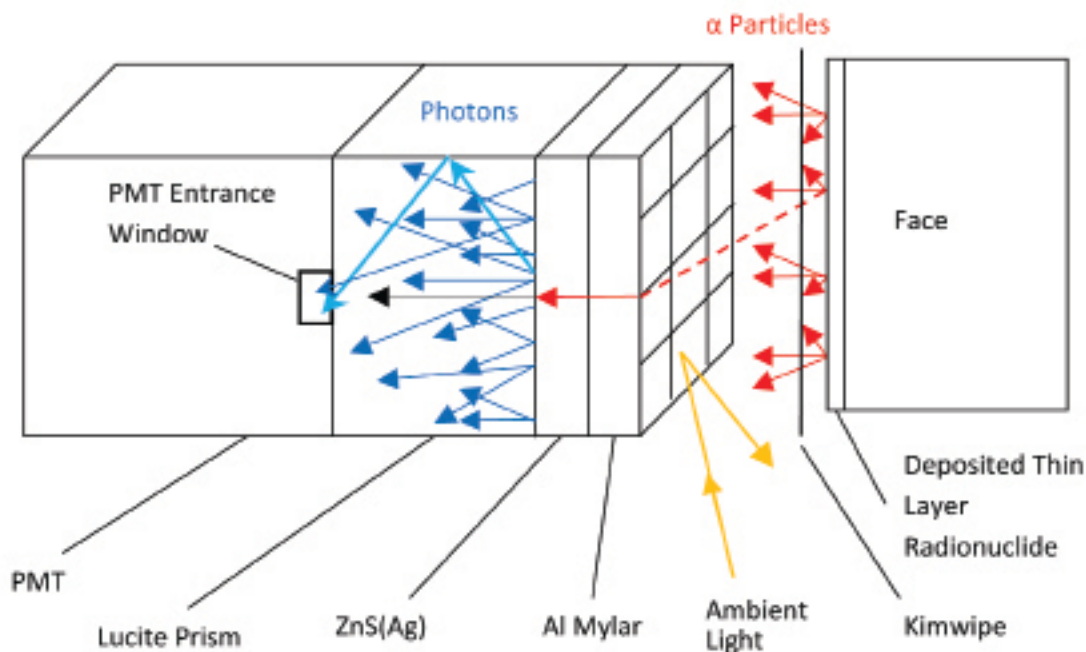 α Particles
Photons
PMT Entrance
Window
Face
Deposited Thin
Layer
Radionuclide
PMT
Lucite Prism
ZnS(Ag)
Al Mylar
Ambient
Light
Kimwipe